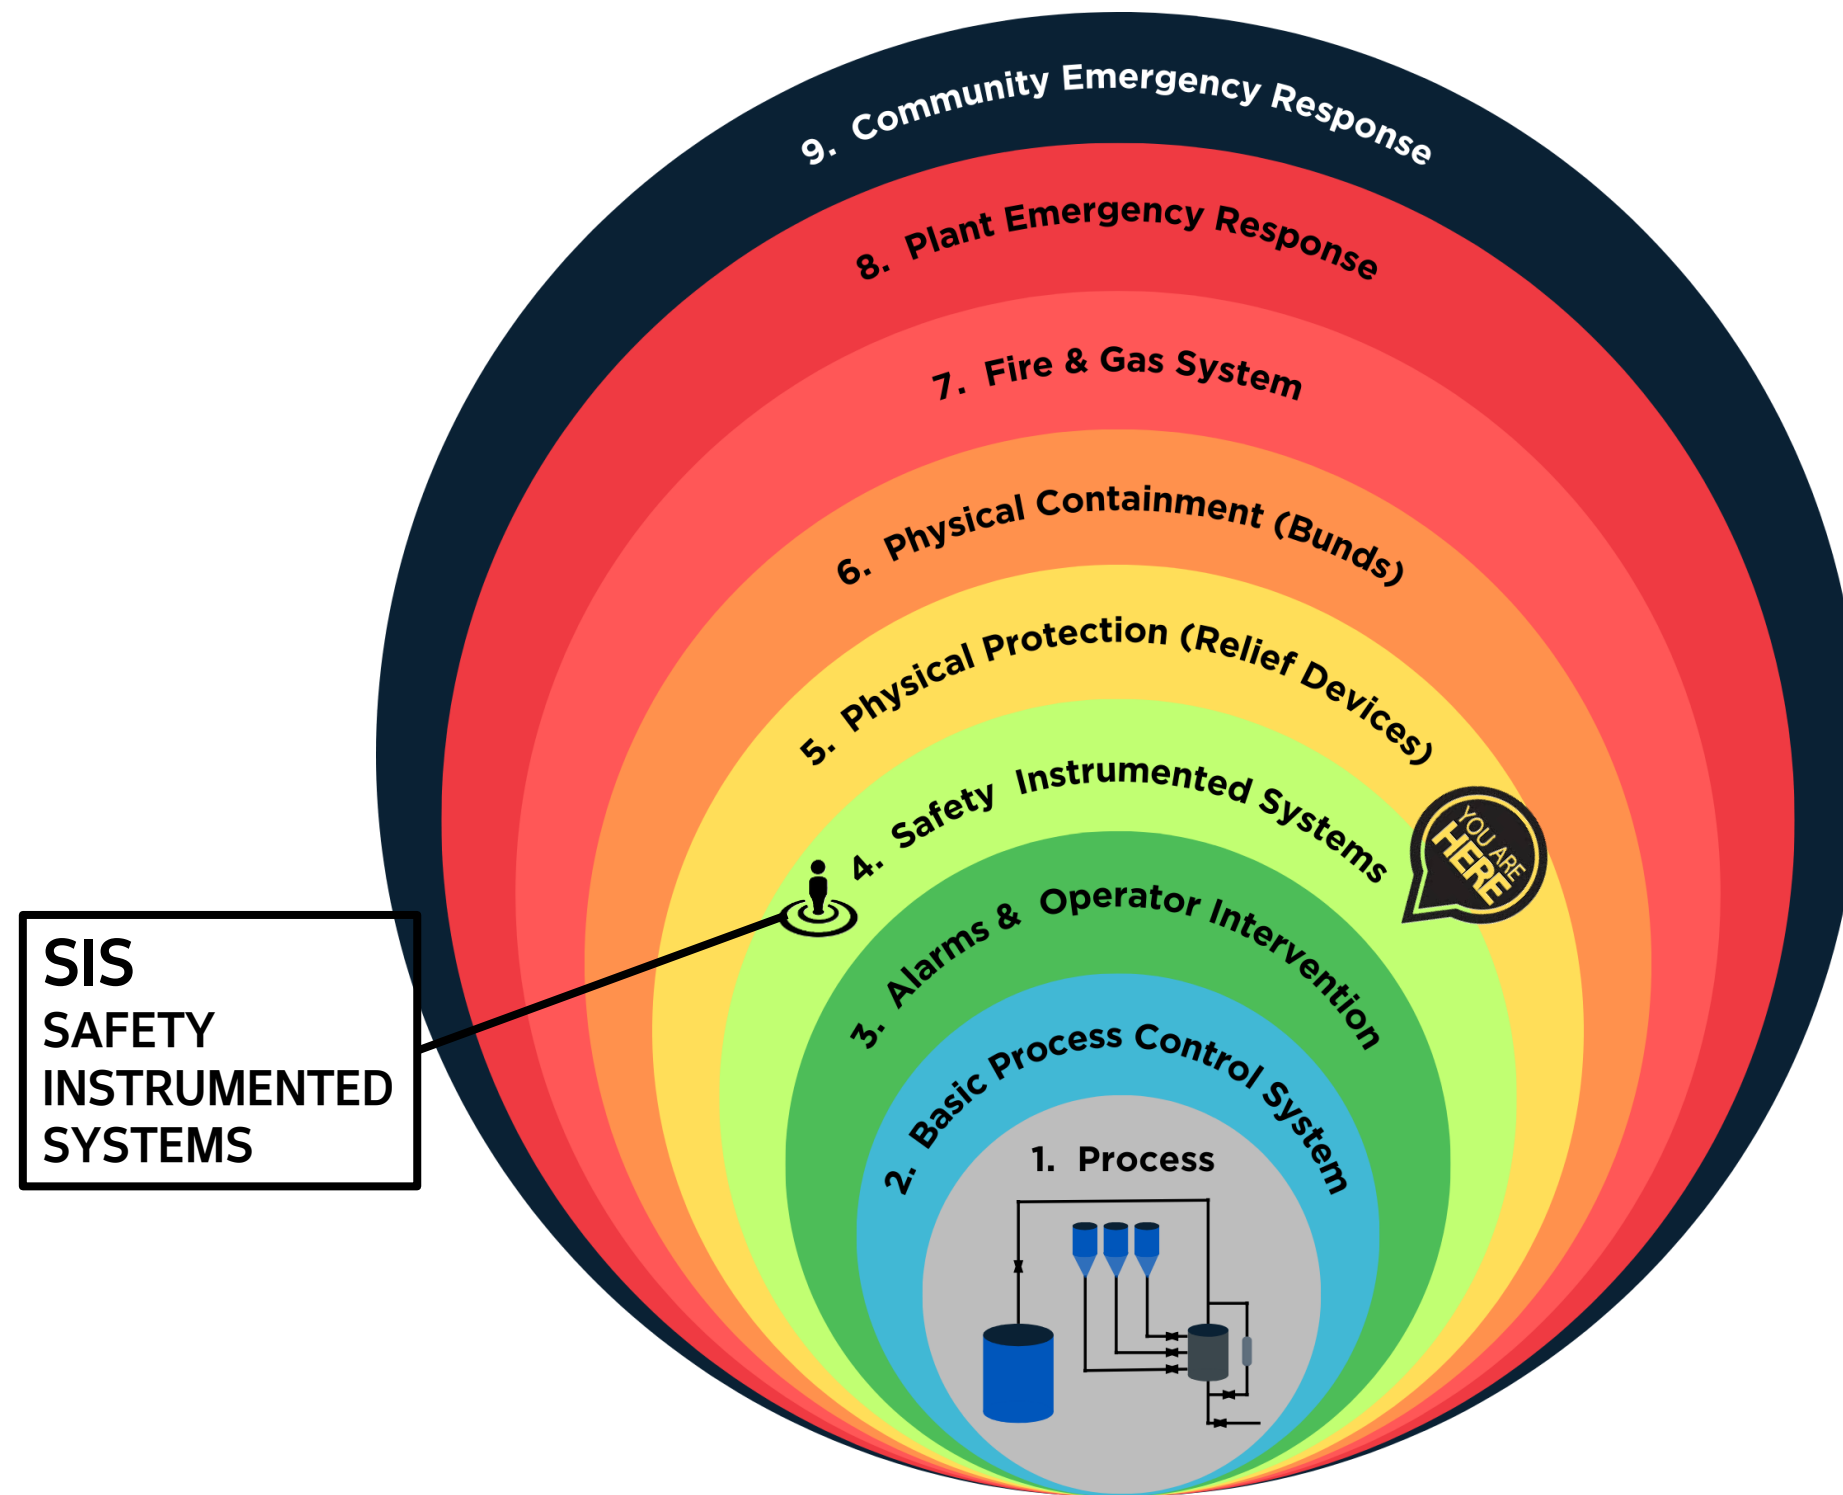 9. Community Emergency Response
8. Plant Emergency Response
7. Fire & Gas System
6. Physical Containment (Bunds)
5. Physical Protection (Relief Devices)
4. Safety Instrumented Systems
YOU ARE
HERE
3. Alarms & Operator Intervention
2. Basic Process Control System
1. Process
SIS
SAFETY
INSTRUMENTED
SYSTEMS